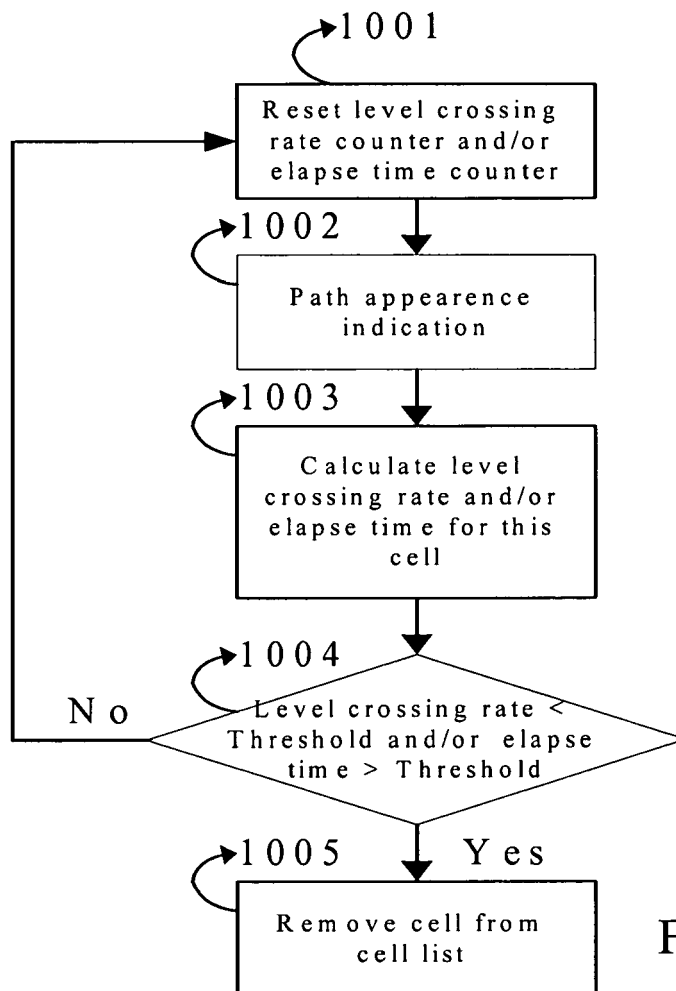 1001
Reset level crossing
rate counter and/or
elapse time counter
1002
Path appearence
indication
1003
Calculate level
crossing rate and/or
elapse time for this
cell
1004
No
Level crossing rate <
Threshold and/or elapse
time > Threshold
1005
Yes
Remove cell from
cell list
F